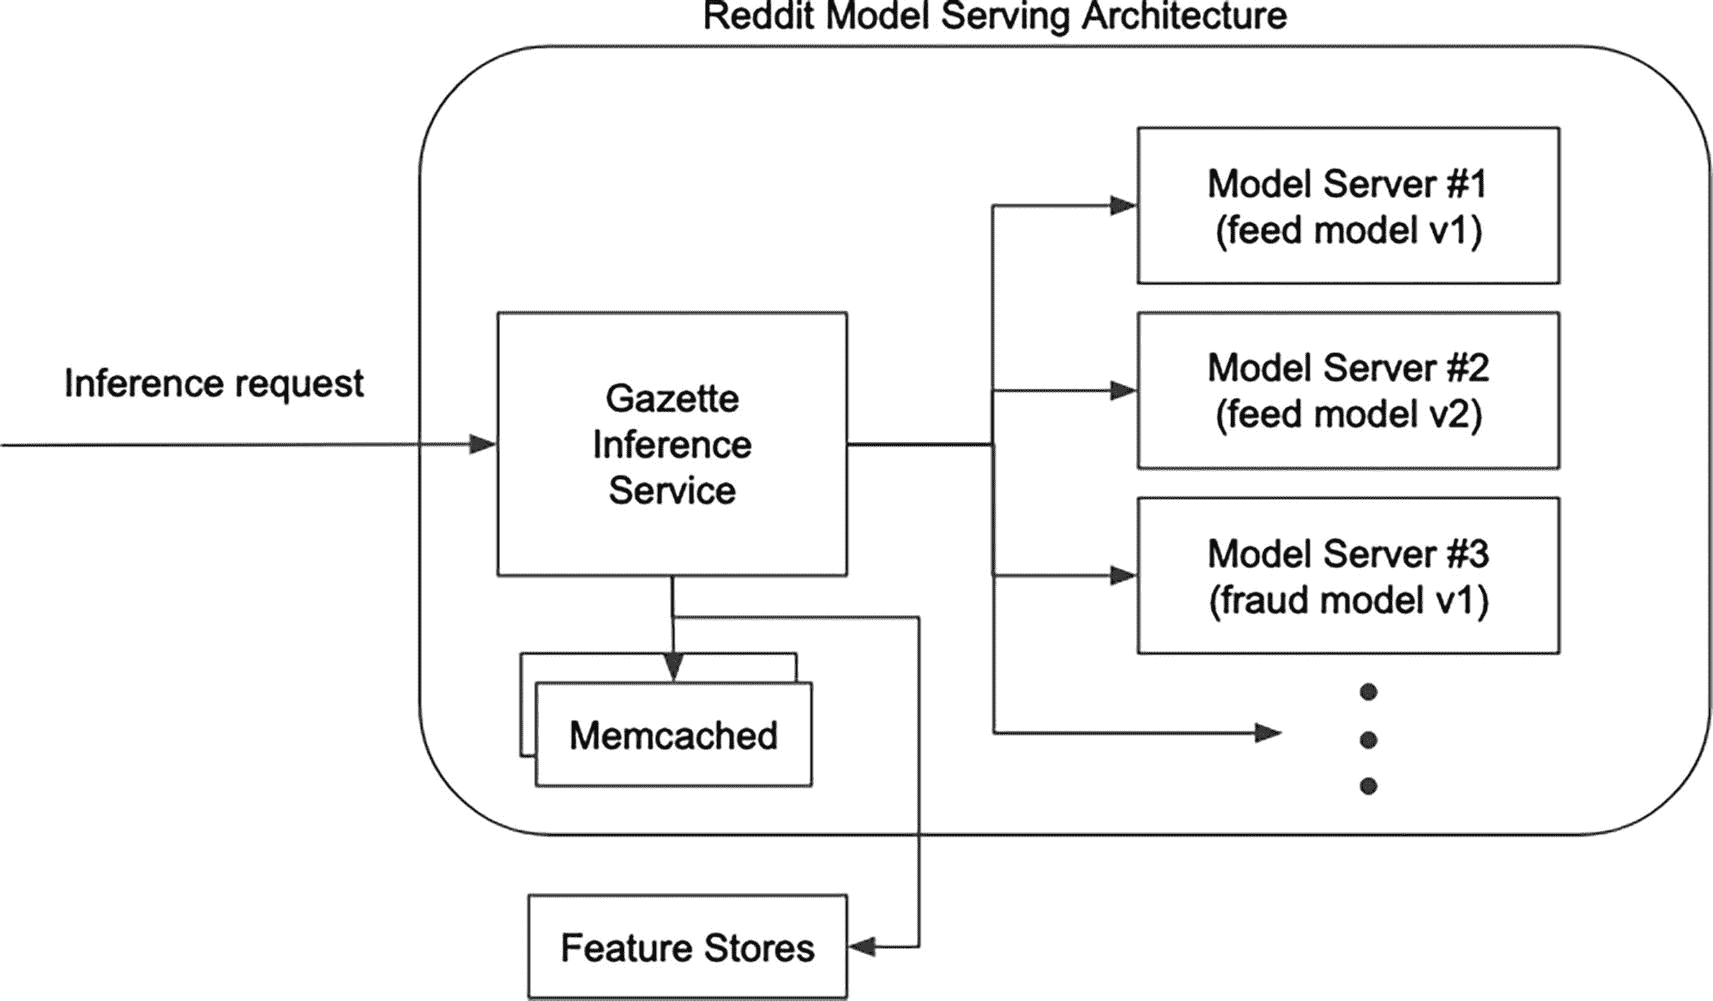 Reddit Model Serving Architecture
Inference request
Gazette
Inference
Service
Memcached
Feature Stores
Model Server #1
(feed model v1)
Model Server #2
(feed model v2)
Model Server #3
(fraud model v1)